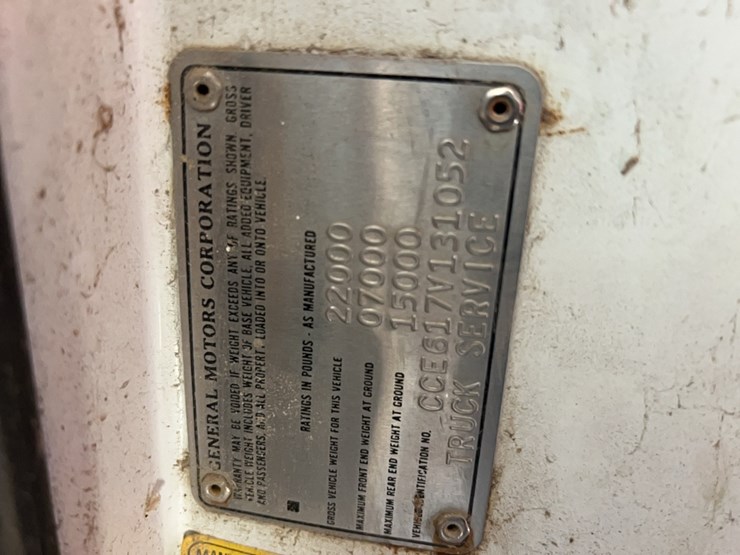 GENERAL MOTORS CORPORATION
WARRANTY MAY BE VOIDED IF WEIGHT EXCEEDS ANY OF RATINGS SHOWN. GROSS
VEHICLE WEIGHT INCLUDES WEIGHT OF BASE VEHICLE, ALL ADDED EQUIPMENT, DRIVER
AND PASSENGERS, AND ALL PROPERTY LOADED INTO OR ONTO VEHICLE.
RATINGS IN POUNDS - AS MANUFACTURED
GROSS VEHICLE WEIGHT FOR THIS VEHICLE 22000
MAXIMUM FRONT END WEIGHT AT GROUND 07000
MAXIMUM REAR END WEIGHT AT GROUND 15000
VEHICLE IDENTIFICATION NO. CCE617V131052
TRUCK SERVICE